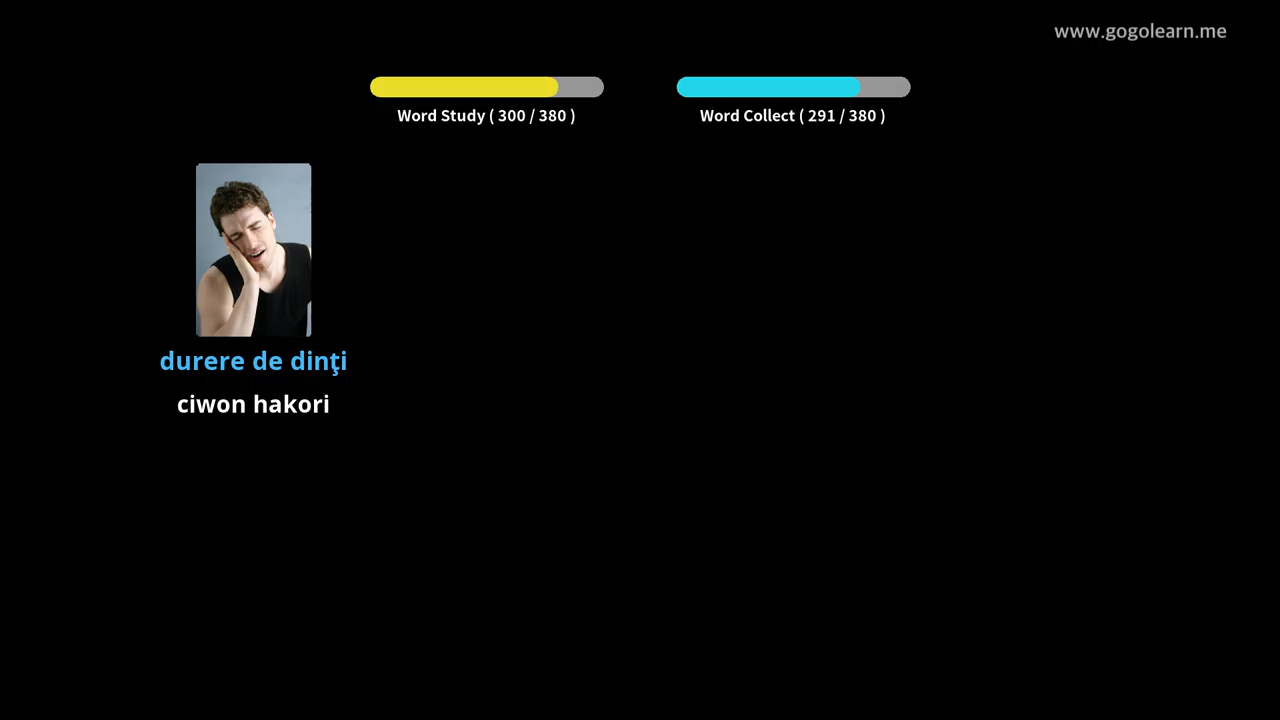 www.gogolearn.me
Word Study ( 300 / 380 )
Word Collect ( 291 / 380 )
durere de dinţi
ciwon hakori